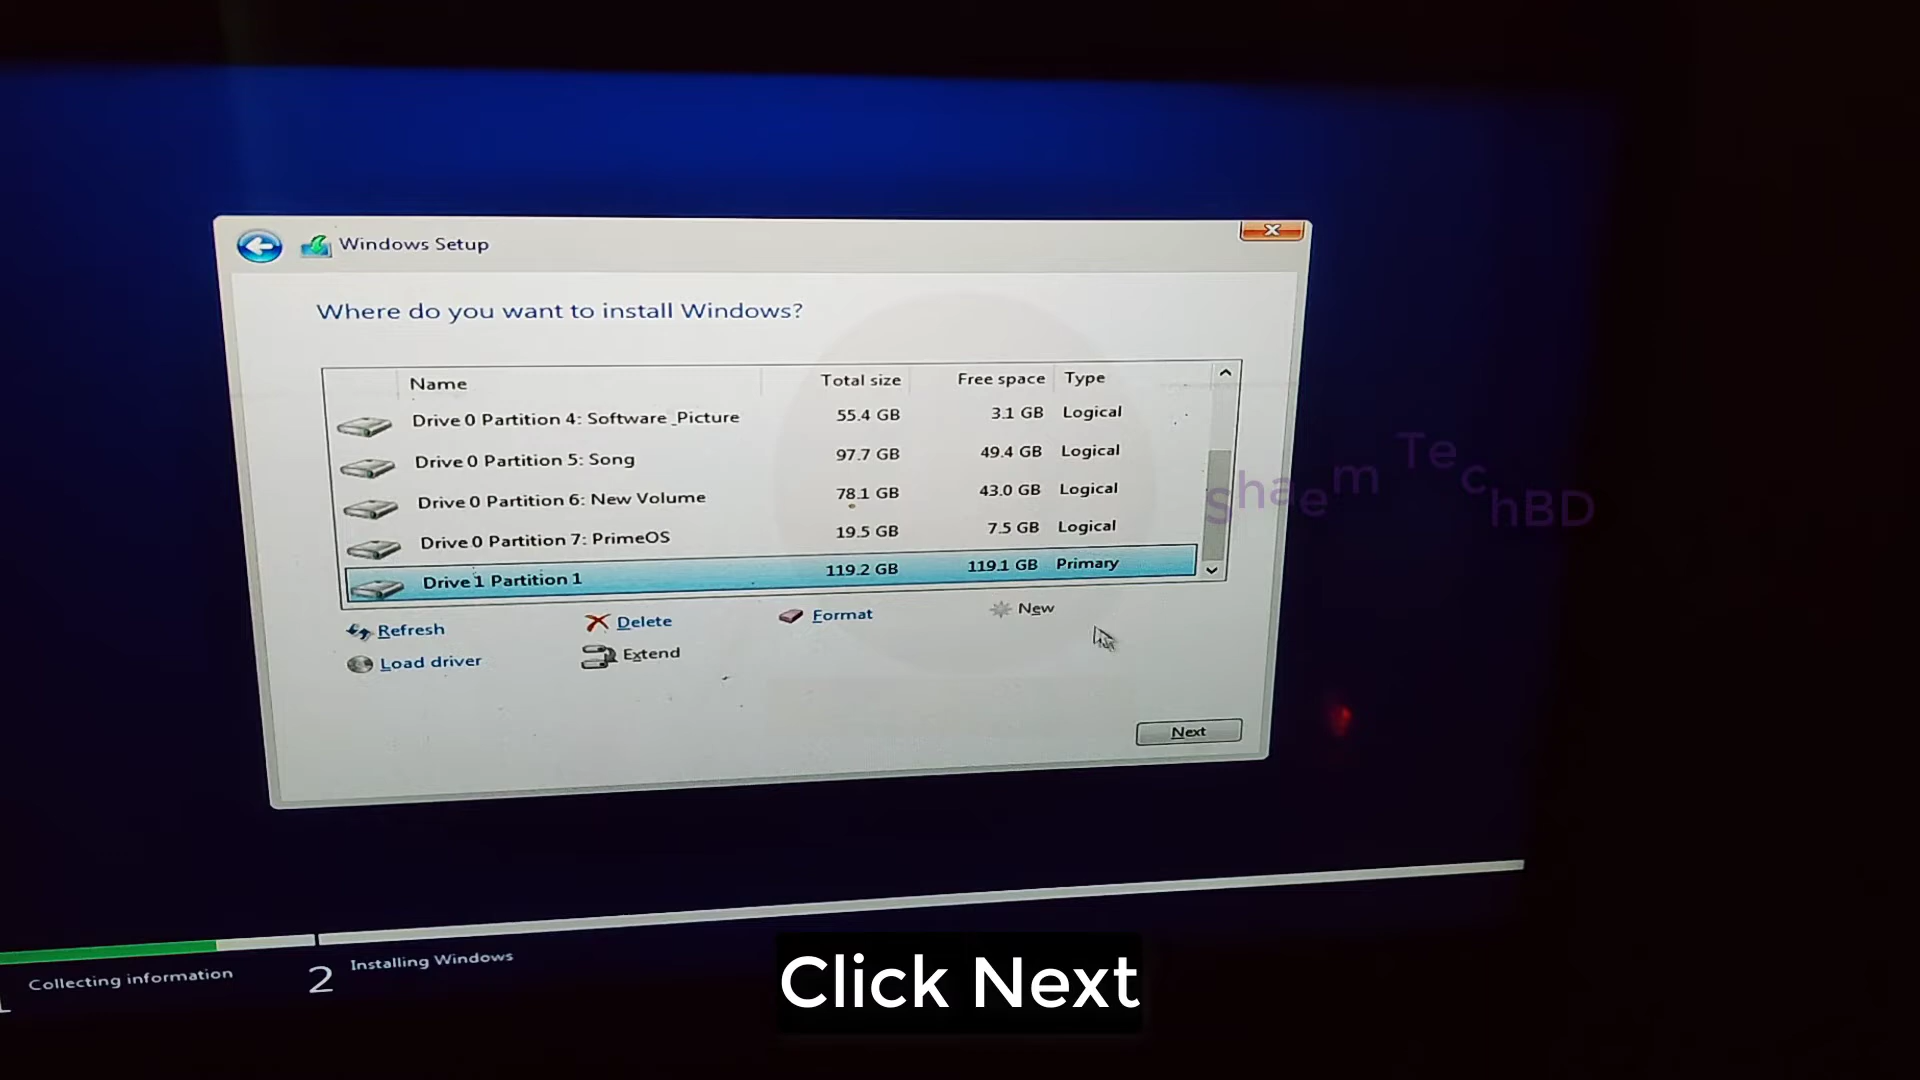 Windows Setup
Where do you want to install Windows?
Name Total size Free space Type
Drive 0 Partition 4: Software_Picture 55.4 GB 3.1 GB Logical
Drive 0 Partition 5: Song 97.7 GB 49.4 GB Logical
Drive 0 Partition 6: New Volume 78.1 GB 43.0 GB Logical
Drive 0 Partition 7: PrimeOS 19.5 GB 7.5 GB Logical
Drive 1 Partition 1 119.2 GB 119.1 GB Primary
Refresh Delete Format New
Load driver Extend
Next
Shaem TechBD
Collecting information 2 Installing Windows
Click Next